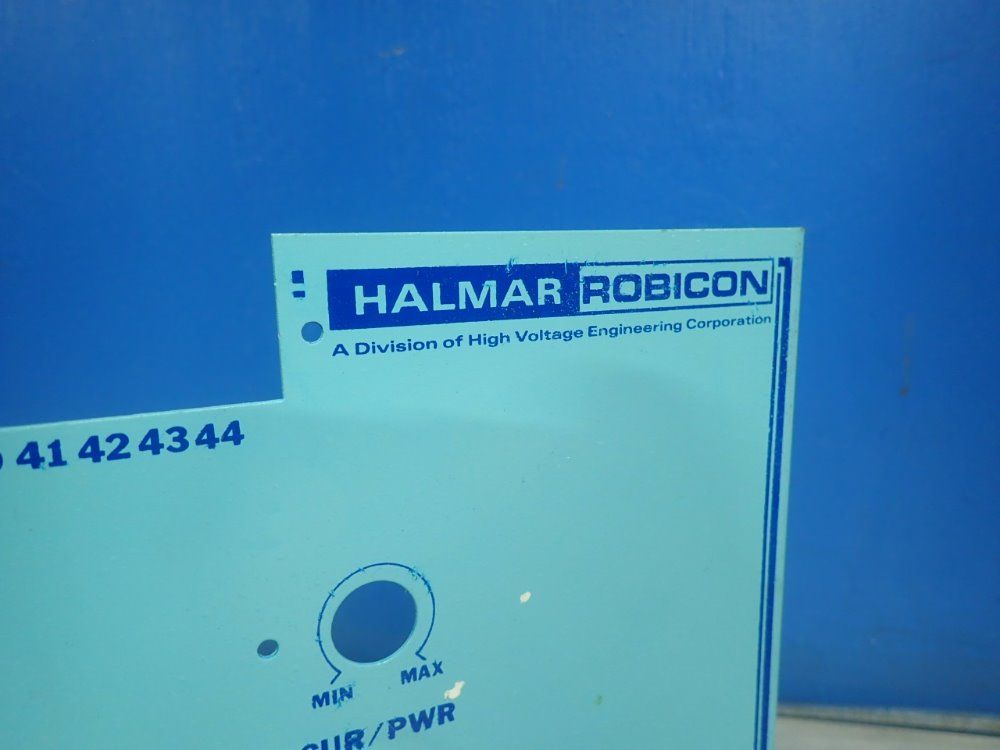 HALMAR ROBICON
A Division of High Voltage Engineering Corporation
41 42 43 44
MIN MAX
CUR/PWR